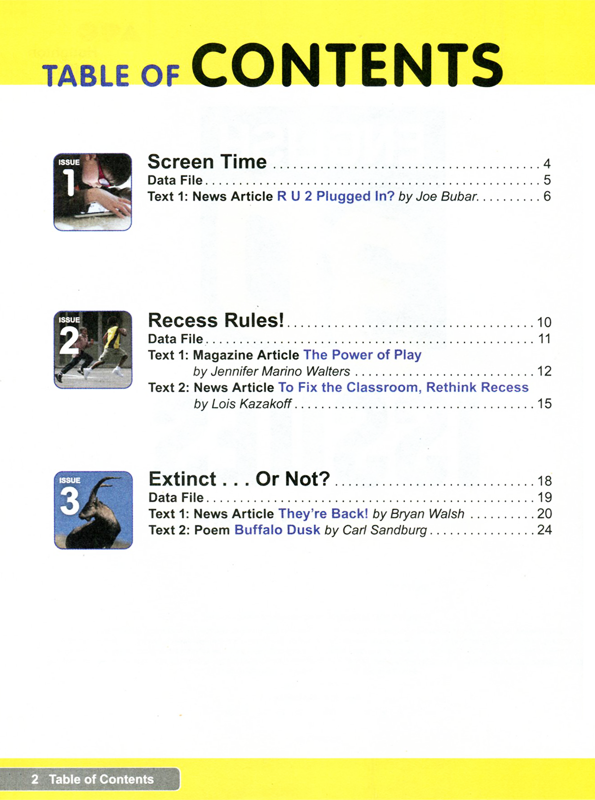 TABLE OF CONTENTS
ISSUE
1
Screen Time . . . . . . . . . . . . . . . . . . . . . . . . . . . . . . . . . . . . . . . . 4
Data File . . . . . . . . . . . . . . . . . . . . . . . . . . . . . . . . . . . . . . . . . . . . . . . . . . 5
Text 1: News Article R U 2 Plugged In? by Joe Bubar. . . . . . . . . . 6
ISSUE
2
Recess Rules! . . . . . . . . . . . . . . . . . . . . . . . . . . . . . . . . . . . . . 10
Data File . . . . . . . . . . . . . . . . . . . . . . . . . . . . . . . . . . . . . . . . . . . . . . . . . 11
Text 1: Magazine Article The Power of Play
by Jennifer Marino Walters . . . . . . . . . . . . . . . . . . . . . . . . . . . 12
Text 2: News Article To Fix the Classroom, Rethink Recess
by Lois Kazakoff . . . . . . . . . . . . . . . . . . . . . . . . . . . . . . . . . . . . 15
ISSUE
3
Extinct . . . Or Not? . . . . . . . . . . . . . . . . . . . . . . . . . . . . . . 18
Data File . . . . . . . . . . . . . . . . . . . . . . . . . . . . . . . . . . . . . . . . . . . . . . . . . 19
Text 1: News Article They're Back! by Bryan Walsh . . . . . . . . . . 20
Text 2: Poem Buffalo Dusk by Carl Sandburg . . . . . . . . . . . . . . . . 24
2 Table of Contents